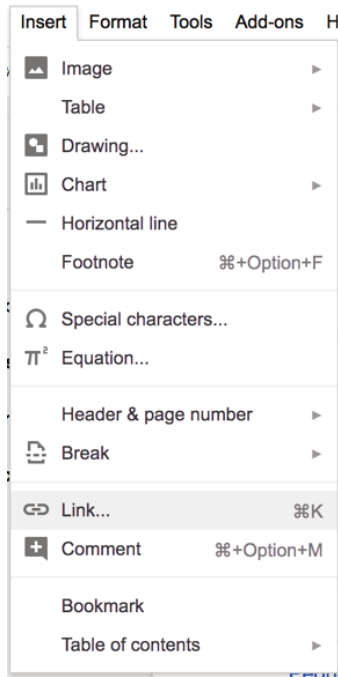 Insert Format Tools Add-ons
Image
Table
Drawing...
Chart
Horizontal line
Footnote ⌘+Option+F
Special characters...
π² Equation...
Header & page number
Break
Link... ⌘K
Comment ⌘+Option+M
Bookmark
Table of contents